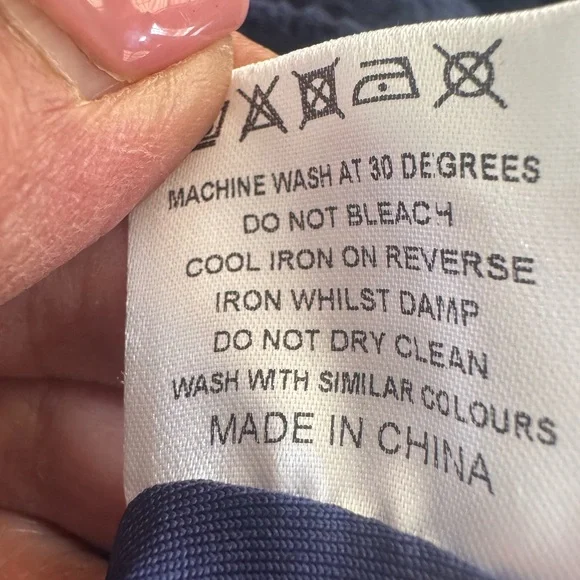 MACHINE WASH AT 30 DEGREES
DO NOT BLEACH
COOL IRON ON REVERSE
IRON WHILST DAMP
DO NOT DRY CLEAN
WASH WITH SIMILAR COLOURS
MADE IN CHINA